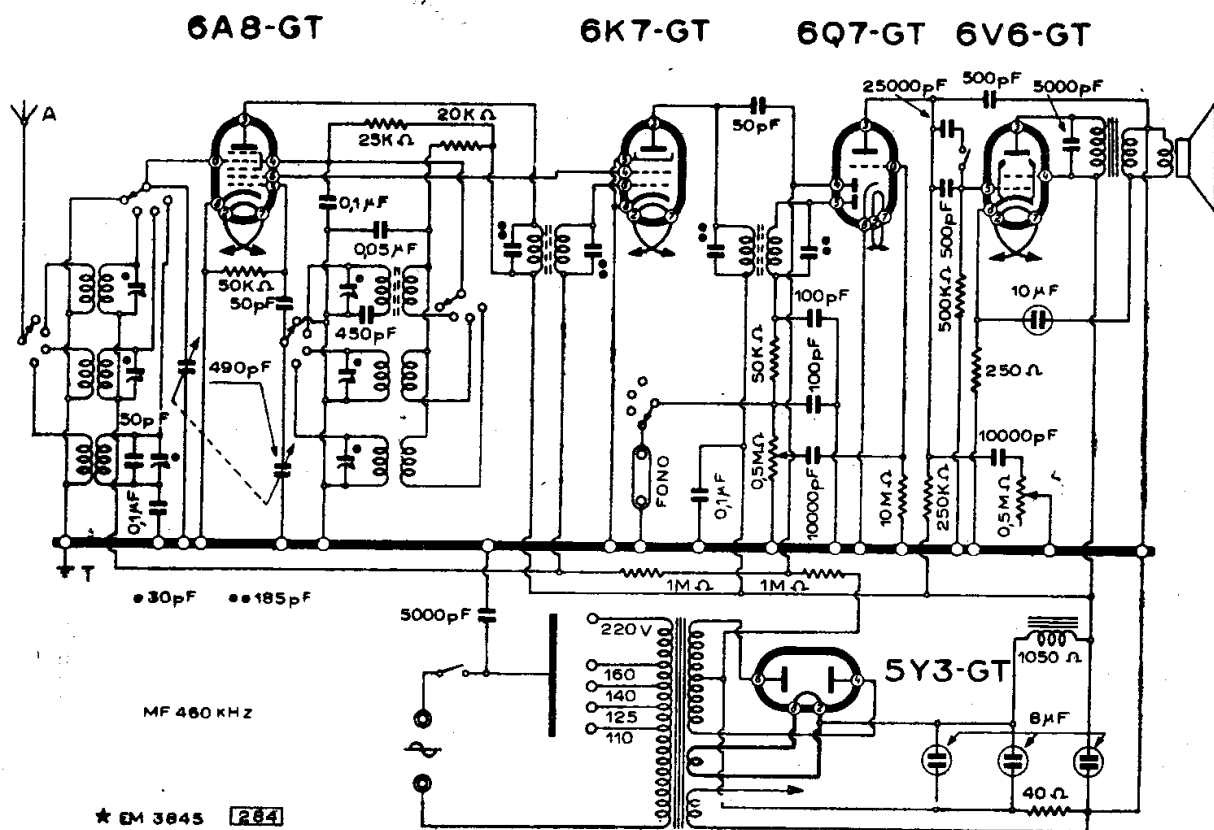 6A8-GT 6K7-GT 6Q7-GT 6V6-GT
A
20KΩ
25KΩ
50pF
25000pF
500pF
5000pF
0,1µF
0,05µF
50KΩ
50pF
450pF
490pF
50pF
0,1µF
100pF
50KΩ
100pF
FONO
0,1µF
0,5MΩ
10000pF
10MΩ
500pF
500KΩ
10µF
250Ω
250KΩ
10000pF
0,5MΩ
T
1MΩ
1MΩ
•30pF ••185pF
5000pF
220V
160
140
125
110
5Y3-GT
1050Ω
8µF
40Ω
MF 460KHz
★ EM 3845 284